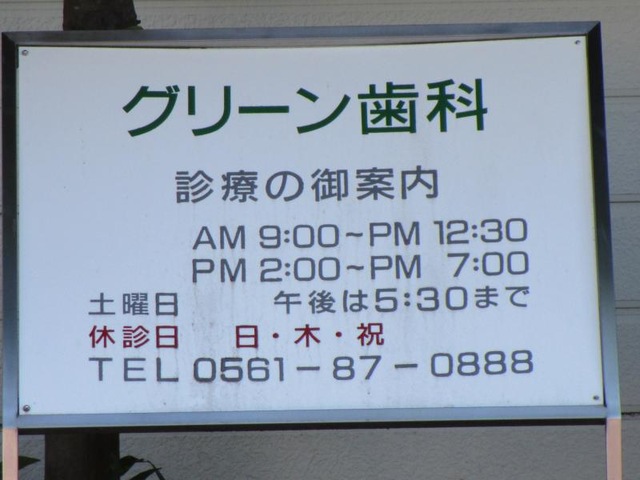 グリーン歯科
診療の御案内
AM 9:00～PM 12:30
PM 2:00～PM 7:00
土曜日 午後は5:30まで
休診日 日・木・祝
TEL 0561－87－0888